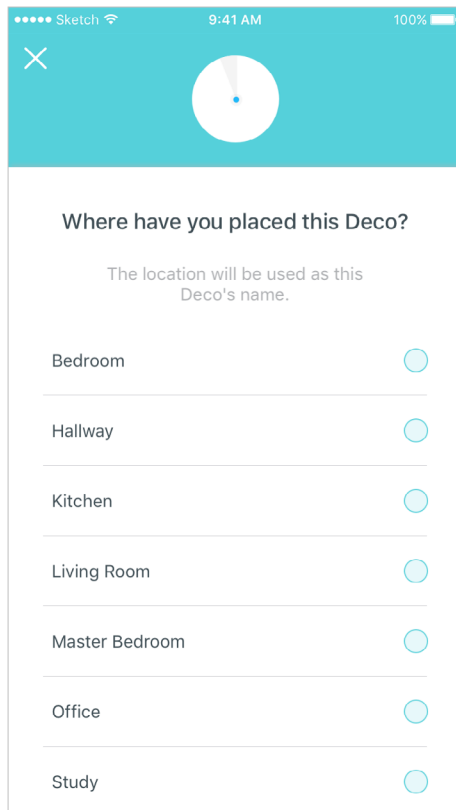 Sketch 9:41 AM 100%
Where have you placed this Deco?
The location will be used as this
Deco's name.
Bedroom
Hallway
Kitchen
Living Room
Master Bedroom
Office
Study